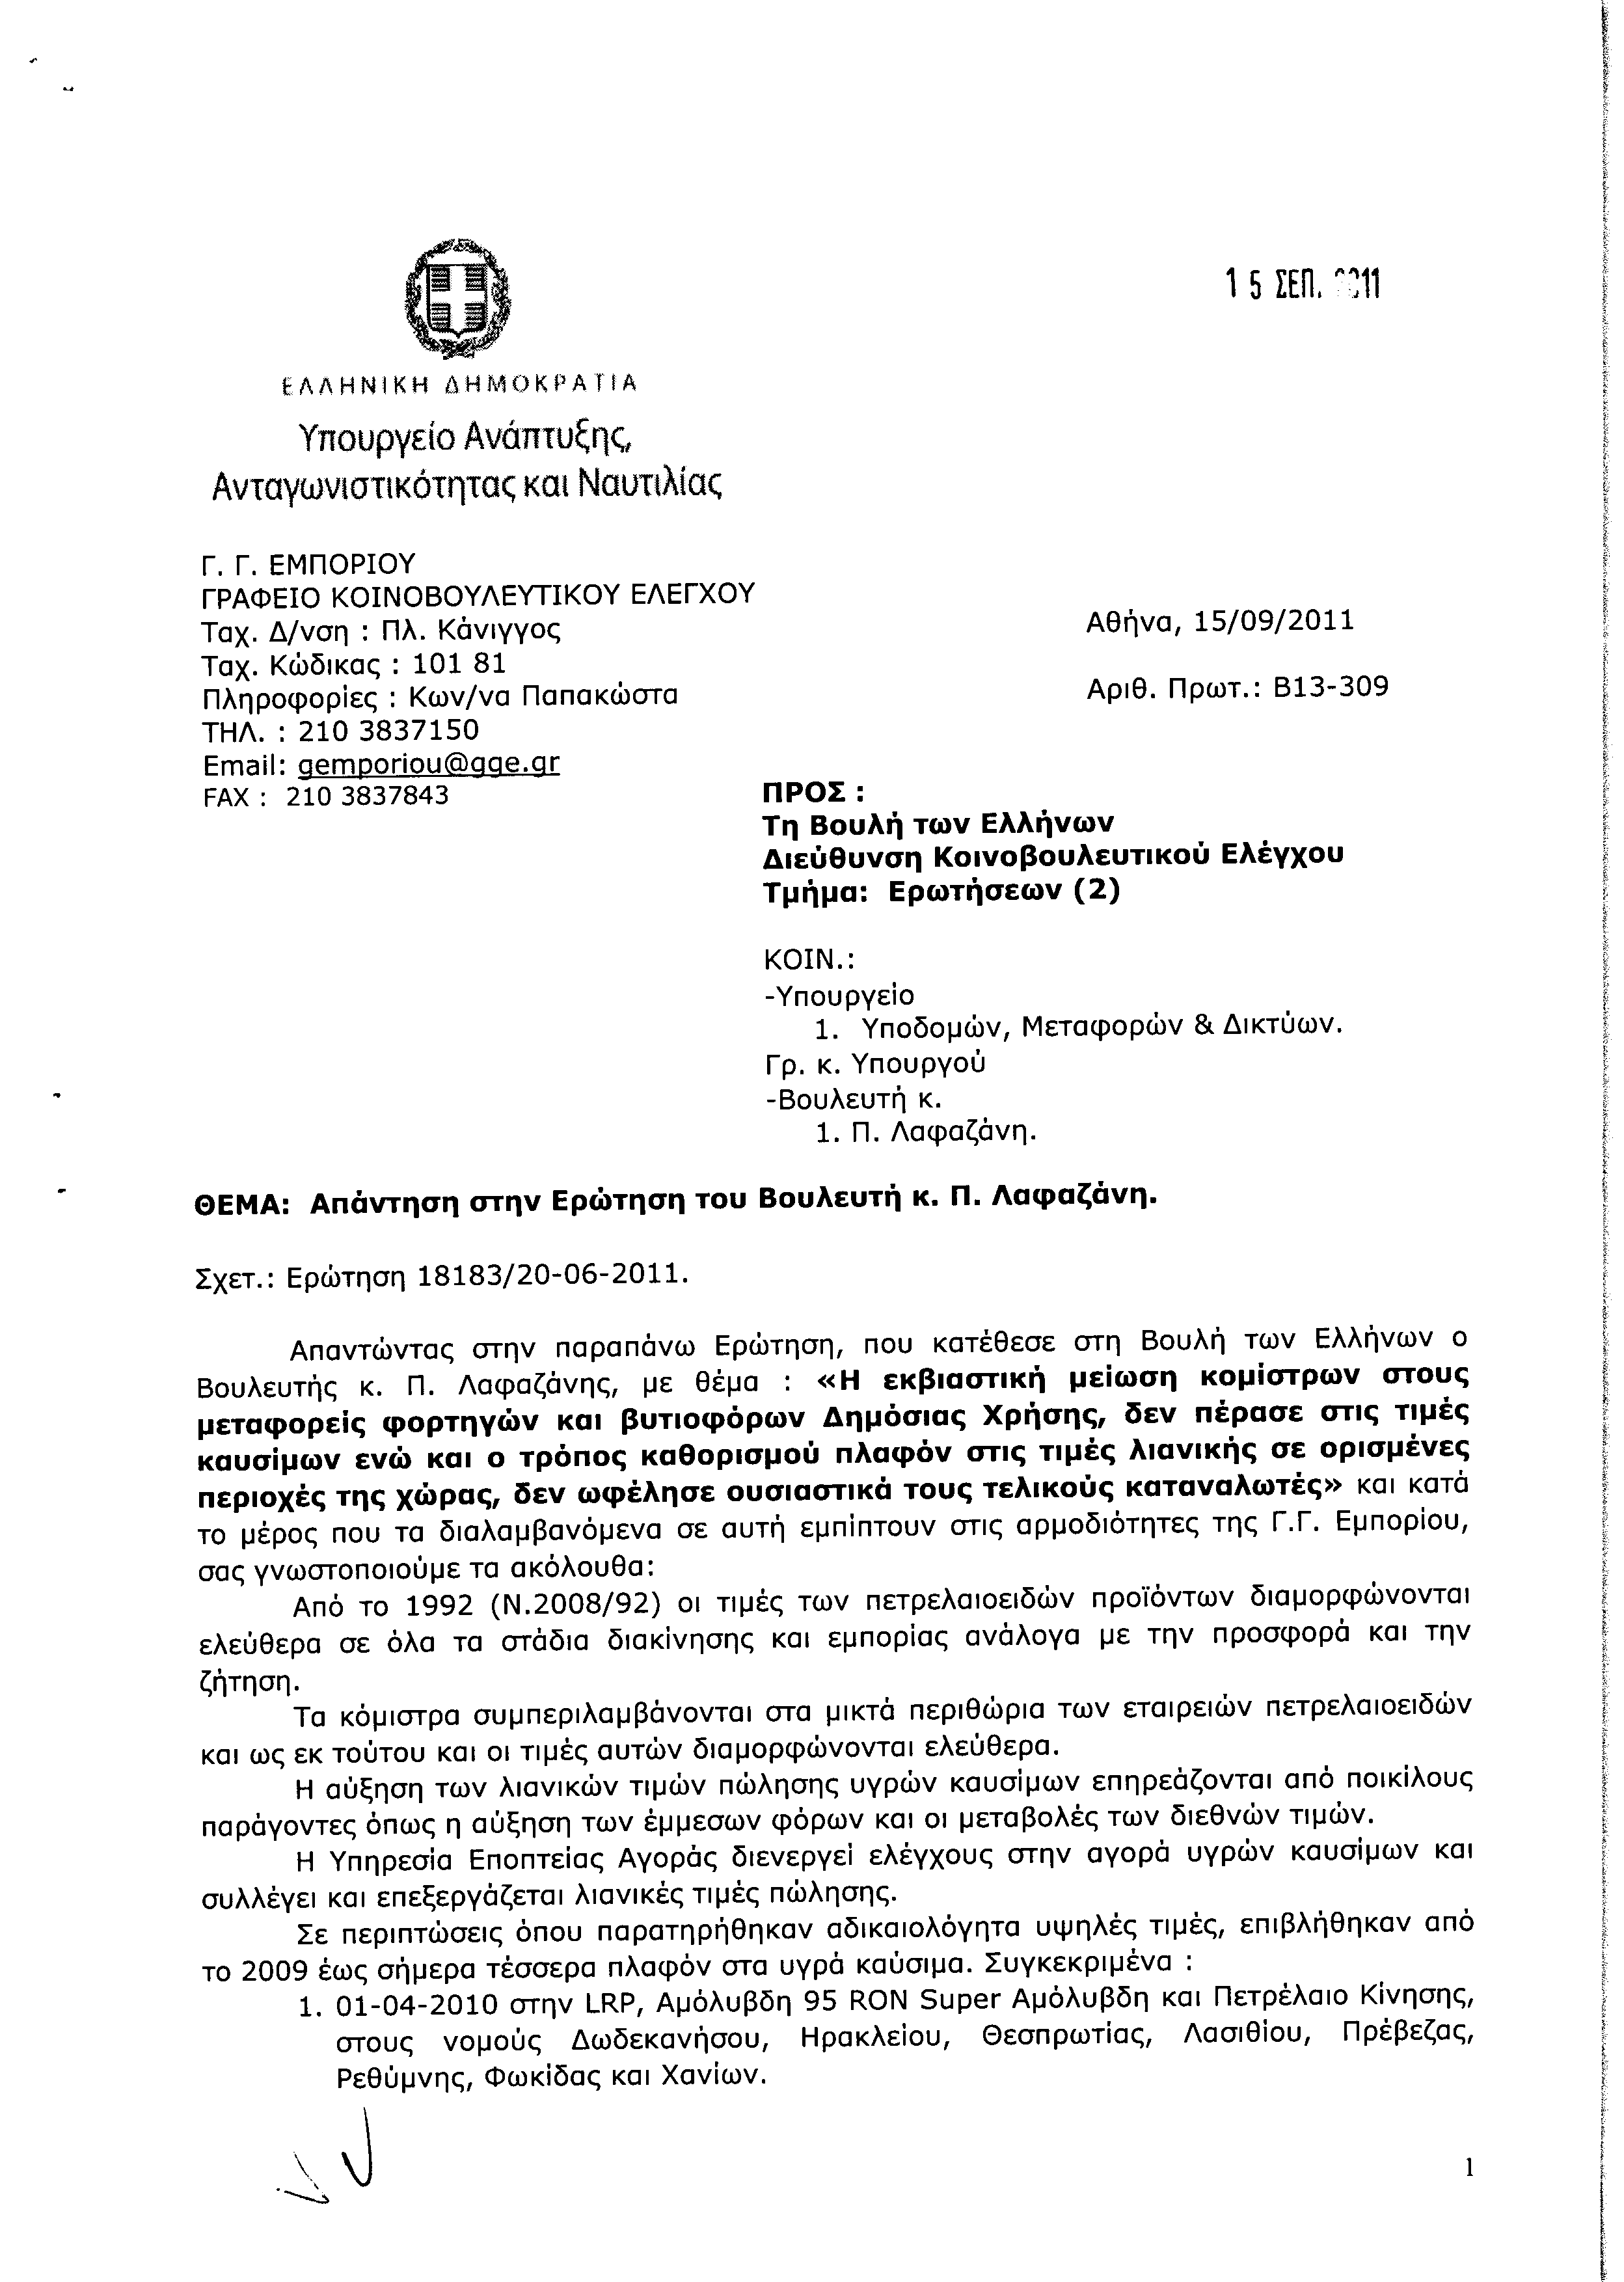 15 ΣΕΠ. 2011
ΕΛΛΗΝΙΚΗ ΔΗΜΟΚΡΑΤΙΑ
Υπουργείο Ανάπτυξης,
Ανταγωνιστικότητας και Ναυτιλίας
Γ. Γ. ΕΜΠΟΡΙΟΥ
ΓΡΑΦΕΙΟ ΚΟΙΝΟΒΟΥΛΕΥΤΙΚΟΥ ΕΛΕΓΧΟΥ
Ταχ. Δ/νση : Πλ. Κάνιγγος
Ταχ. Κώδικας : 101 81
Πληροφορίες : Κων/να Παπακώστα
ΤΗΛ. : 210 3837150
Email: gemporiou@gge.gr
FAX : 210 3837843
Αθήνα, 15/09/2011
Αριθ. Πρωτ.: Β13-309
ΠΡΟΣ :
Τη Βουλή των Ελλήνων
Διεύθυνση Κοινοβουλευτικού Ελέγχου
Τμήμα: Ερωτήσεων (2)
ΚΟΙΝ.:
-Υπουργείο
1. Υποδομών, Μεταφορών & Δικτύων.
Γρ. κ. Υπουργού
-Βουλευτή κ.
1. Π. Λαφαζάνη.
ΘΕΜΑ: Απάντηση στην Ερώτηση του Βουλευτή κ. Π. Λαφαζάνη.
Σχετ.: Ερώτηση 18183/20-06-2011.
Απαντώντας στην παραπάνω Ερώτηση, που κατέθεσε στη Βουλή των Ελλήνων ο
Βουλευτής κ. Π. Λαφαζάνης, με θέμα : «Η εκβιαστική μείωση κομίστρων στους
μεταφορείς φορτηγών και βυτιοφόρων Δημόσιας Χρήσης, δεν πέρασε στις τιμές
καυσίμων ενώ και ο τρόπος καθορισμού πλαφόν στις τιμές λιανικής σε ορισμένες
περιοχές της χώρας, δεν ωφέλησε ουσιαστικά τους τελικούς καταναλωτές» και κατά
το μέρος που τα διαλαμβανόμενα σε αυτή εμπίπτουν στις αρμοδιότητες της Γ.Γ. Εμπορίου,
σας γνωστοποιούμε τα ακόλουθα:
Από το 1992 (Ν.2008/92) οι τιμές των πετρελαιοειδών προϊόντων διαμορφώνονται
ελεύθερα σε όλα τα στάδια διακίνησης και εμπορίας ανάλογα με την προσφορά και την
ζήτηση.
Τα κόμιστρα συμπεριλαμβάνονται στα μικτά περιθώρια των εταιρειών πετρελαιοειδών
και ως εκ τούτου και οι τιμές αυτών διαμορφώνονται ελεύθερα.
Η αύξηση των λιανικών τιμών πώλησης υγρών καυσίμων επηρεάζονται από ποικίλους
παράγοντες όπως η αύξηση των έμμεσων φόρων και οι μεταβολές των διεθνών τιμών.
Η Υπηρεσία Εποπτείας Αγοράς διενεργεί ελέγχους στην αγορά υγρών καυσίμων και
συλλέγει και επεξεργάζεται λιανικές τιμές πώλησης.
Σε περιπτώσεις όπου παρατηρήθηκαν αδικαιολόγητα υψηλές τιμές, επιβλήθηκαν από
το 2009 έως σήμερα τέσσερα πλαφόν στα υγρά καύσιμα. Συγκεκριμένα :
1. 01-04-2010 στην LRP, Αμόλυβδη 95 RON Super Αμόλυβδη και Πετρέλαιο Κίνησης,
στους νομούς Δωδεκανήσου, Ηρακλείου, Θεσπρωτίας, Λασιθίου, Πρέβεζας,
Ρεθύμνης, Φωκίδας και Χανίων.
1